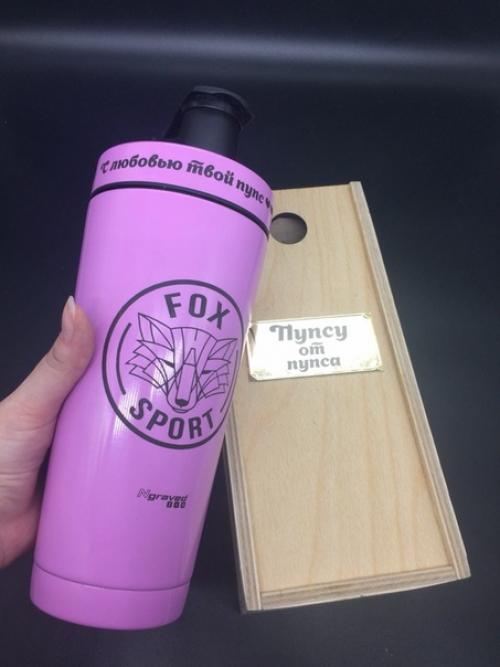 С любовью твой пупс
FOX
SPORT
Ngraved
Пупсу
от
пупса